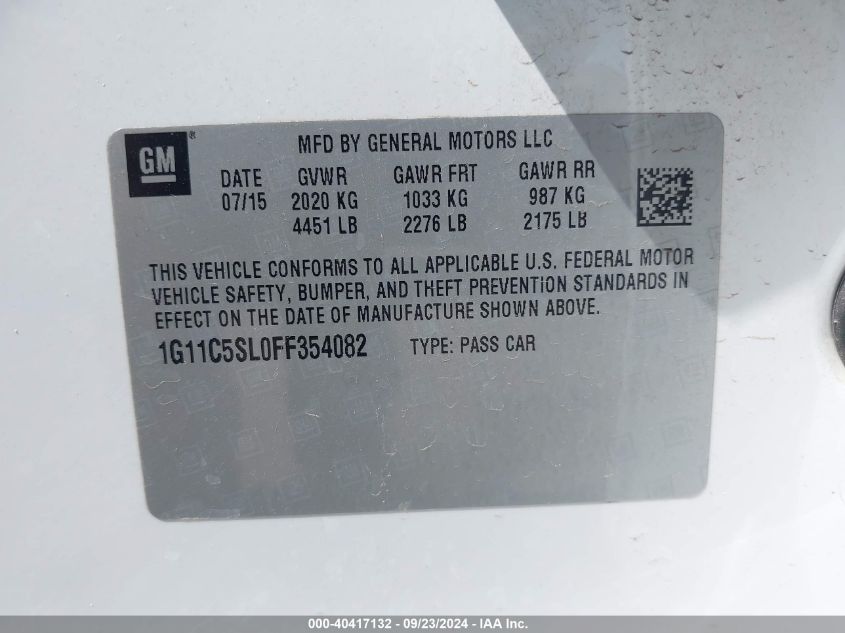 GM ®
MFD BY GENERAL MOTORS LLC
DATE GVWR GAWR FRT GAWR RR
07/15 2020 KG 1033 KG 987 KG
4451 LB 2276 LB 2175 LB
THIS VEHICLE CONFORMS TO ALL APPLICABLE U.S. FEDERAL MOTOR
VEHICLE SAFETY, BUMPER, AND THEFT PREVENTION STANDARDS IN
EFFECT ON THE DATE OF MANUFACTURE SHOWN ABOVE.
1G11C5SL0FF354082 TYPE: PASS CAR
000-40417132 - 09/23/2024 - IAA Inc.